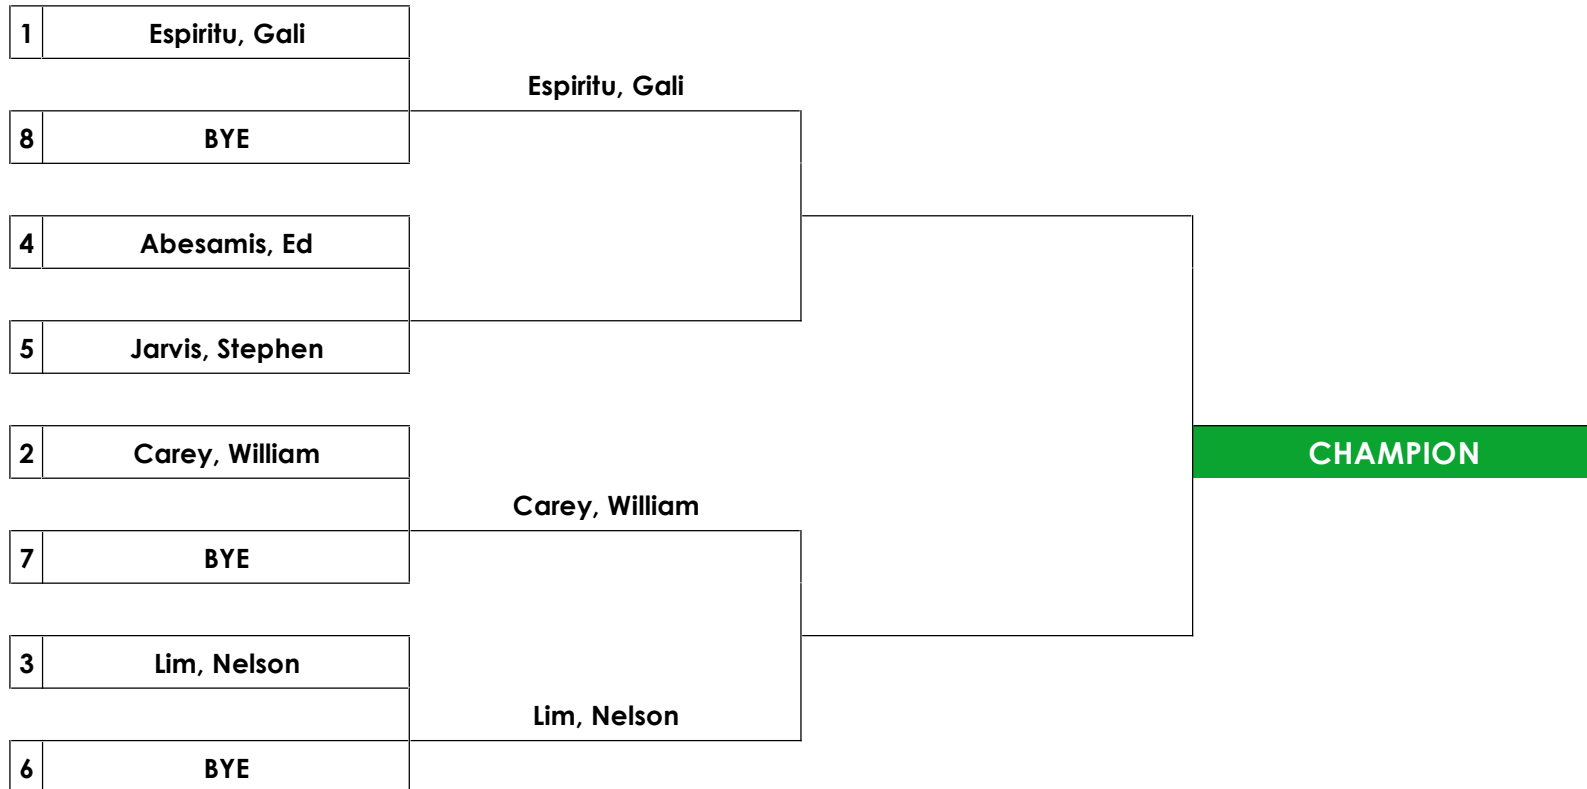 1 Espiritu, Gali
Espiritu, Gali
8 BYE
4 Abesamis, Ed
5 Jarvis, Stephen
2 Carey, William
CHAMPION
Carey, William
7 BYE
3 Lim, Nelson
Lim, Nelson
6 BYE